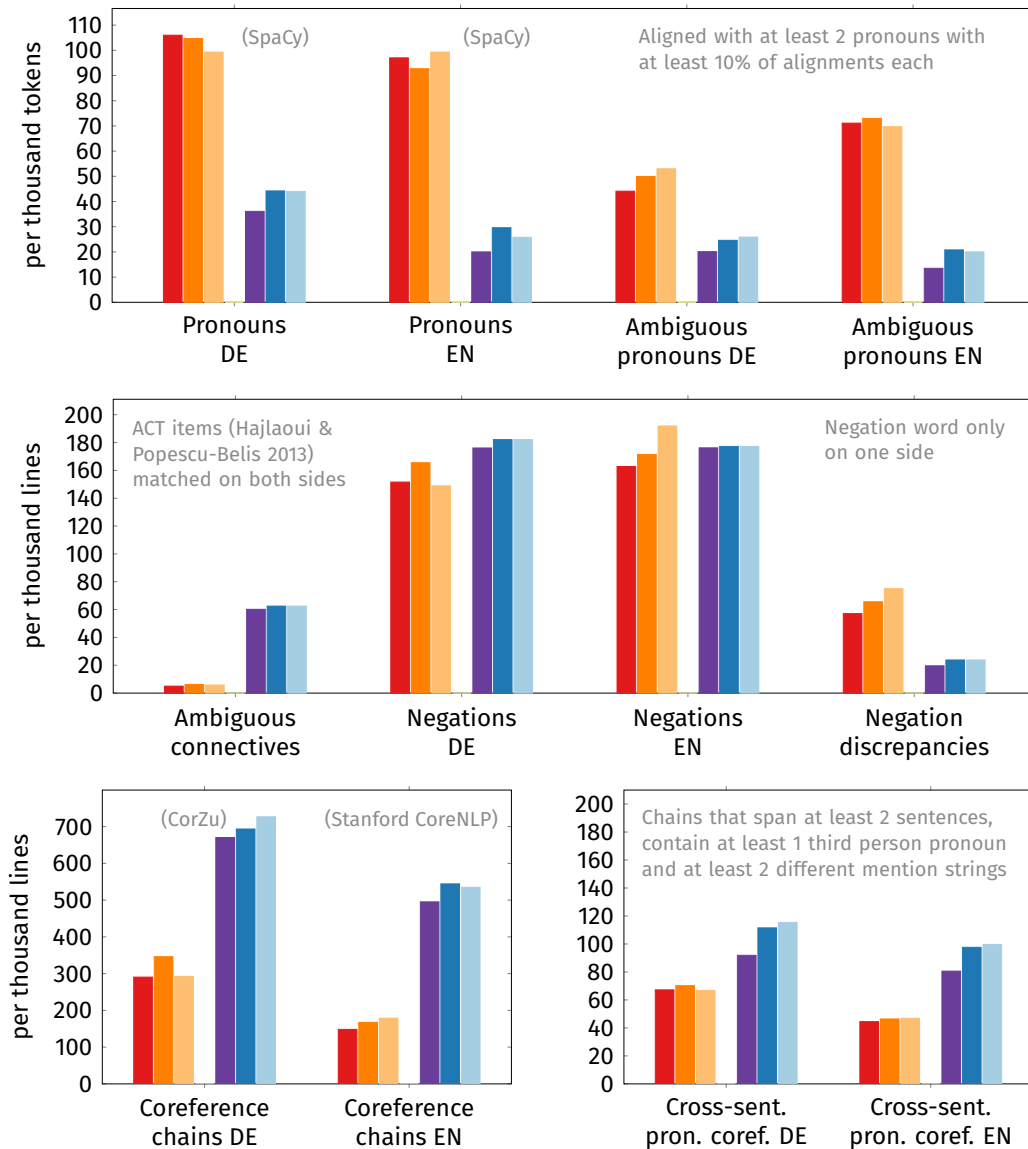 per thousand tokens
110
100
90
80
70
60
50
40
30
20
10
0
(SpaCy)
(SpaCy)
Aligned with at least 2 pronouns with
at least 10% of alignments each
Pronouns
DE
Pronouns
EN
Ambiguous
pronouns DE
Ambiguous
pronouns EN
per thousand lines
200
180
160
140
120
100
80
60
40
20
0
ACT items (Hajlaoui &
Popescu-Belis 2013)
matched on both sides
Negation word only
on one side
Ambiguous
connectives
Negations
DE
Negations
EN
Negation
discrepancies
per thousand lines
700
600
500
400
300
200
100
0
(CorZu)
(Stanford CoreNLP)
Coreference
chains DE
Coreference
chains EN
200
180
160
140
120
100
80
60
40
20
0
Chains that span at least 2 sentences,
contain at least 1 third person pronoun
and at least 2 different mention strings
Cross-sent.
pron. coref. DE
Cross-sent.
pron. coref. EN